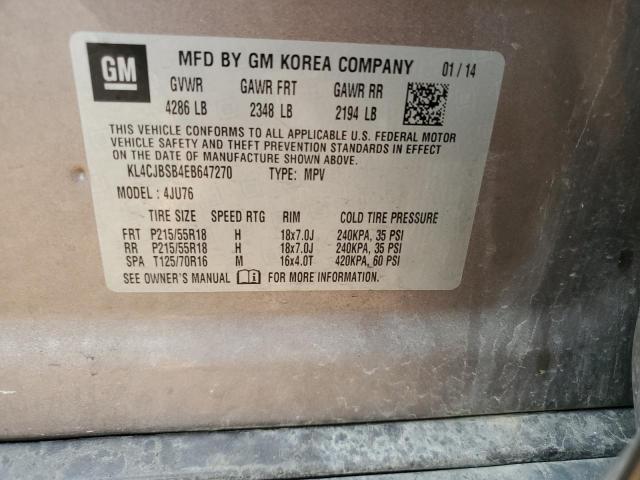 GM
MFD BY GM KOREA COMPANY 01 / 14
GVWR GAWR FRT GAWR RR
4286 LB 2348 LB 2194 LB
THIS VEHICLE CONFORMS TO ALL APPLICABLE U.S. FEDERAL MOTOR
VEHICLE SAFETY AND THEFT PREVENTION STANDARDS IN EFFECT
ON THE DATE OF MANUFACTURE SHOWN ABOVE.
KL4CJBSB4EB647270 TYPE: MPV
MODEL : 4JU76
TIRE SIZE SPEED RTG RIM COLD TIRE PRESSURE
FRT P215/55R18 H 18x7.0J 240KPA, 35 PSI
RR P215/55R18 H 18x7.0J 240KPA, 35 PSI
SPA T125/70R16 M 16x4.0T 420KPA, 60 PSI
SEE OWNER'S MANUAL i FOR MORE INFORMATION.